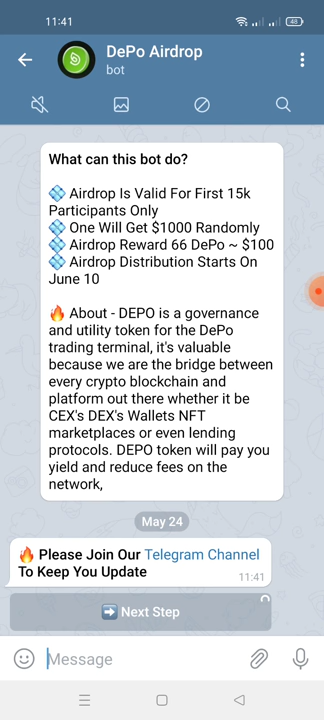 11:41
48
DePo Airdrop
bot
What can this bot do?
💠 Airdrop Is Valid For First 15k
Participants Only
💠 One Will Get $1000 Randomly
💠 Airdrop Reward 66 DePo ~ $100
💠 Airdrop Distribution Starts On
June 10
🔥 About - DEPO is a governance
and utility token for the DePo
trading terminal, it's valuable
because we are the bridge between
every crypto blockchain and
platform out there whether it be
CEX's DEX's Wallets NFT
marketplaces or even lending
protocols. DEPO token will pay you
yield and reduce fees on the
network,
May 24
🔥 Please Join Our Telegram Channel
To Keep You Update
11:41
➡️ Next Step
Message